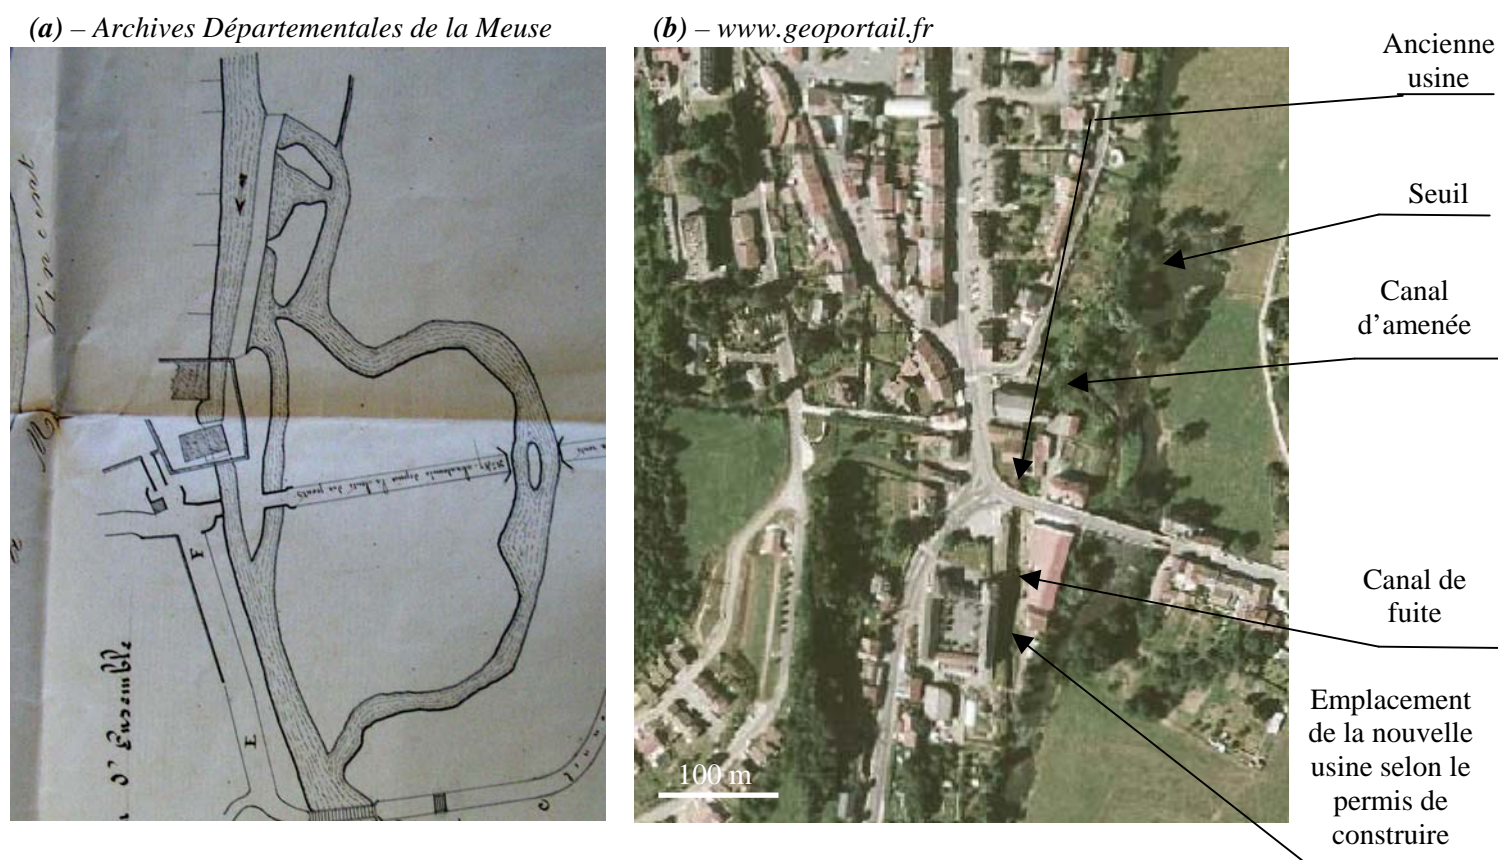 (a) – Archives Départementales de la Meuse
(b) – www.geoportail.fr
Ancienne
usine
Seuil
Canal
d’amenée
Canal de
fuite
Emplacement
de la nouvelle
usine selon le
permis de
construire
100 m
d'Ensemble
F
E